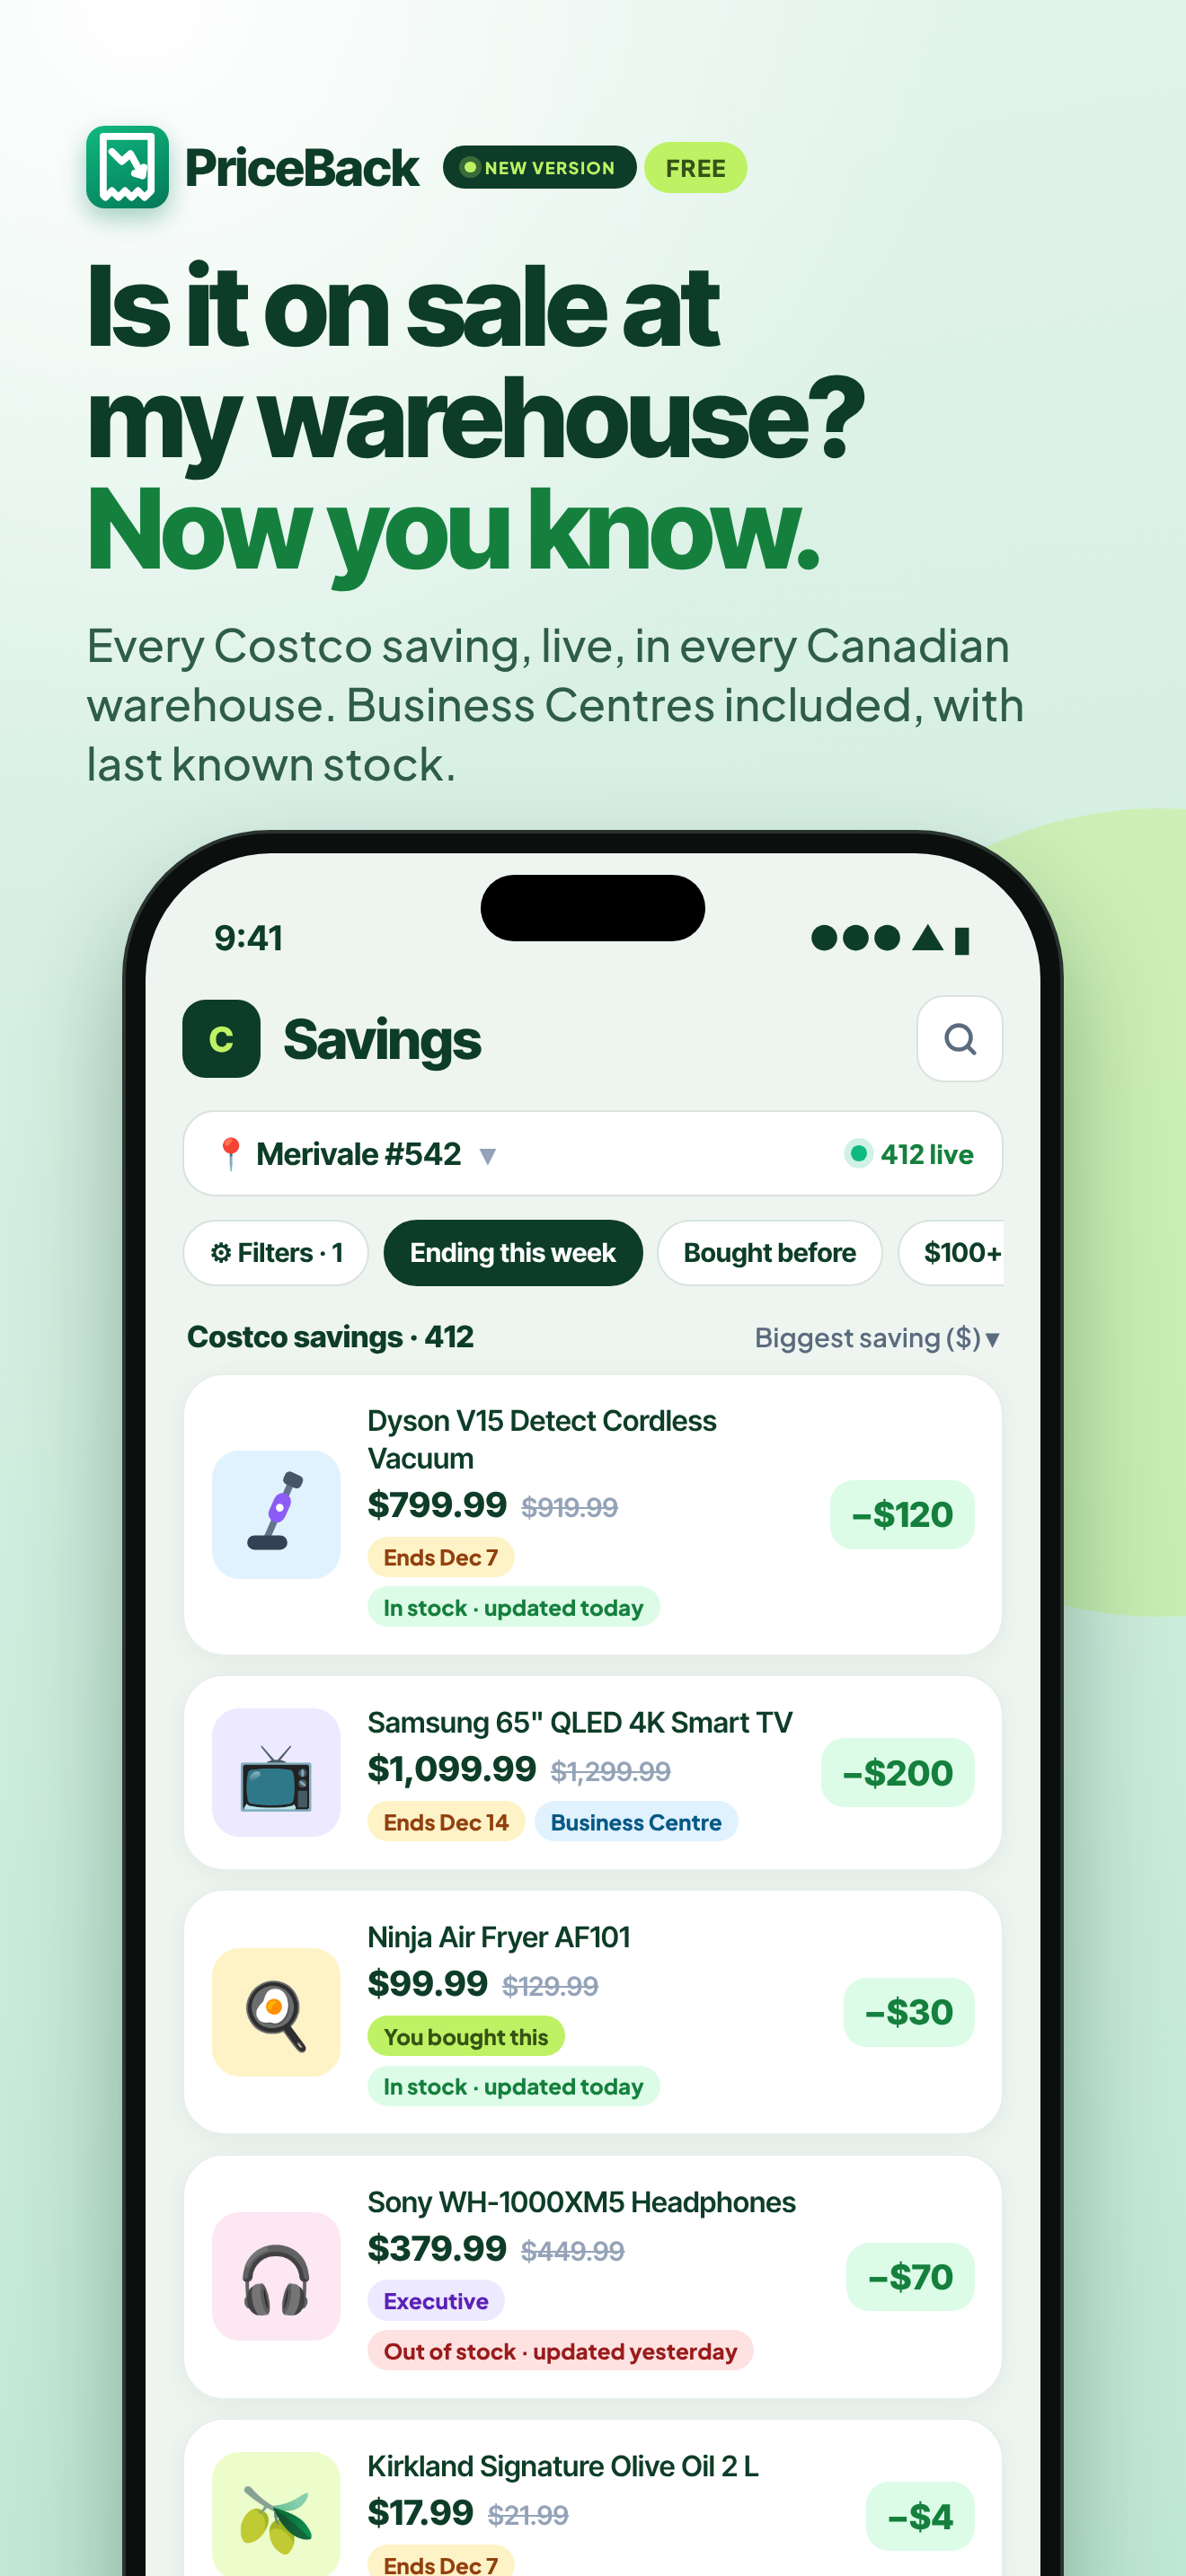 PriceBack NEW VERSION FREE
Is it on sale at
my warehouse?
Now you know.
Every Costco saving, live, in every Canadian
warehouse. Business Centres included, with
last known stock.
9:41
C Savings
Merivale #542 ▼ 412 live
Filters · 1 Ending this week Bought before $100+
Costco savings · 412 Biggest saving ($) ▾
Dyson V15 Detect Cordless
Vacuum
$799.99 $919.99
−$120
Ends Dec 7
In stock · updated today
Samsung 65" QLED 4K Smart TV
$1,099.99 $1,299.99
−$200
Ends Dec 14 Business Centre
Ninja Air Fryer AF101
$99.99 $129.99
−$30
You bought this
In stock · updated today
Sony WH-1000XM5 Headphones
$379.99 $449.99
−$70
Executive
Out of stock · updated yesterday
Kirkland Signature Olive Oil 2 L
$17.99 $21.99
−$4
Ends Dec 7